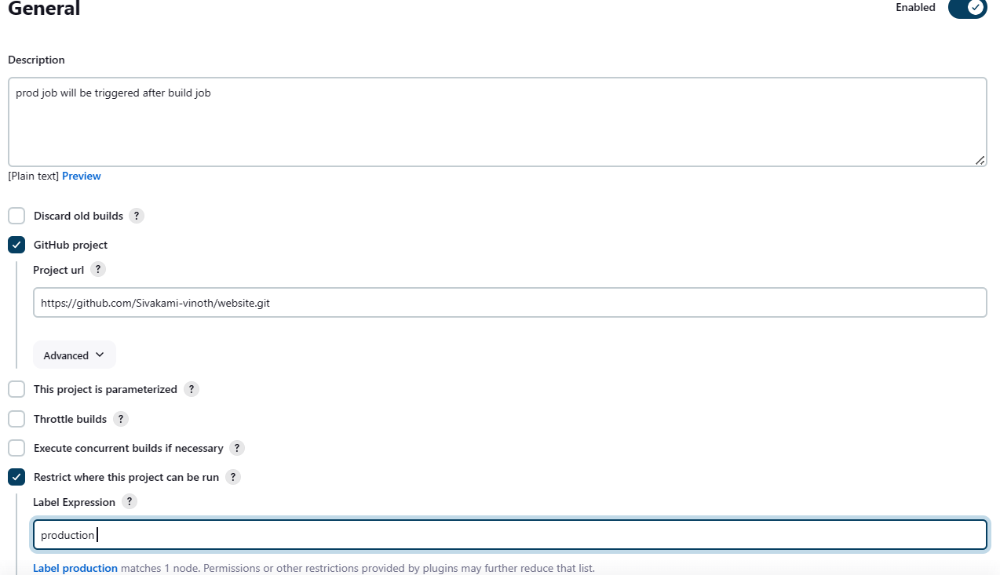 General
Enabled
Description
prod job will be triggered after build job
[Plain text] Preview
Discard old builds ?
GitHub project
Project url ?
https://github.com/Sivakami-vinoth/website.git
Advanced
This project is parameterized ?
Throttle builds ?
Execute concurrent builds if necessary ?
Restrict where this project can be run ?
Label Expression ?
production
Label production matches 1 node. Permissions or other restrictions provided by plugins may further reduce that list.